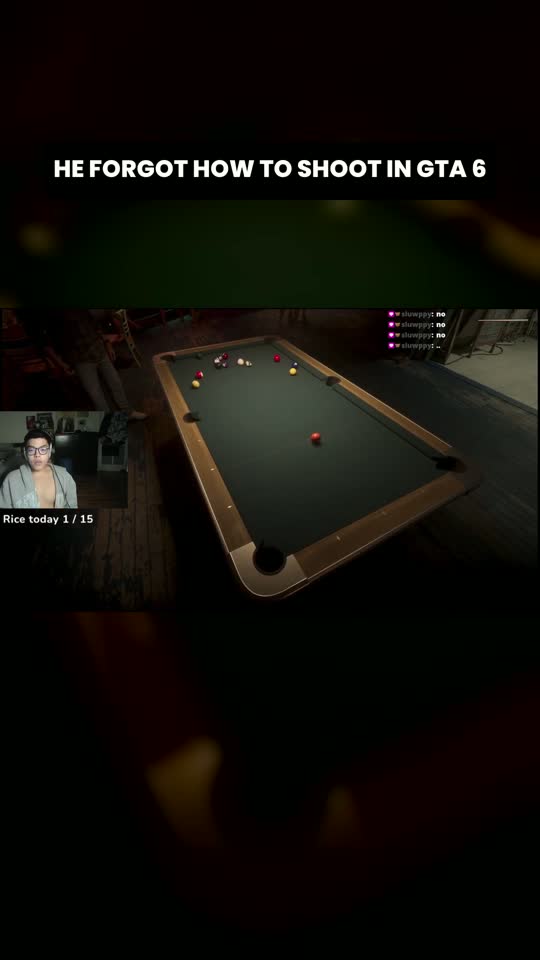 HE FORGOT HOW TO SHOOT IN GTA 6
sluwppy: no
sluwppy: no
sluwppy: no
sluwppy: ..
Rice today 1 / 15